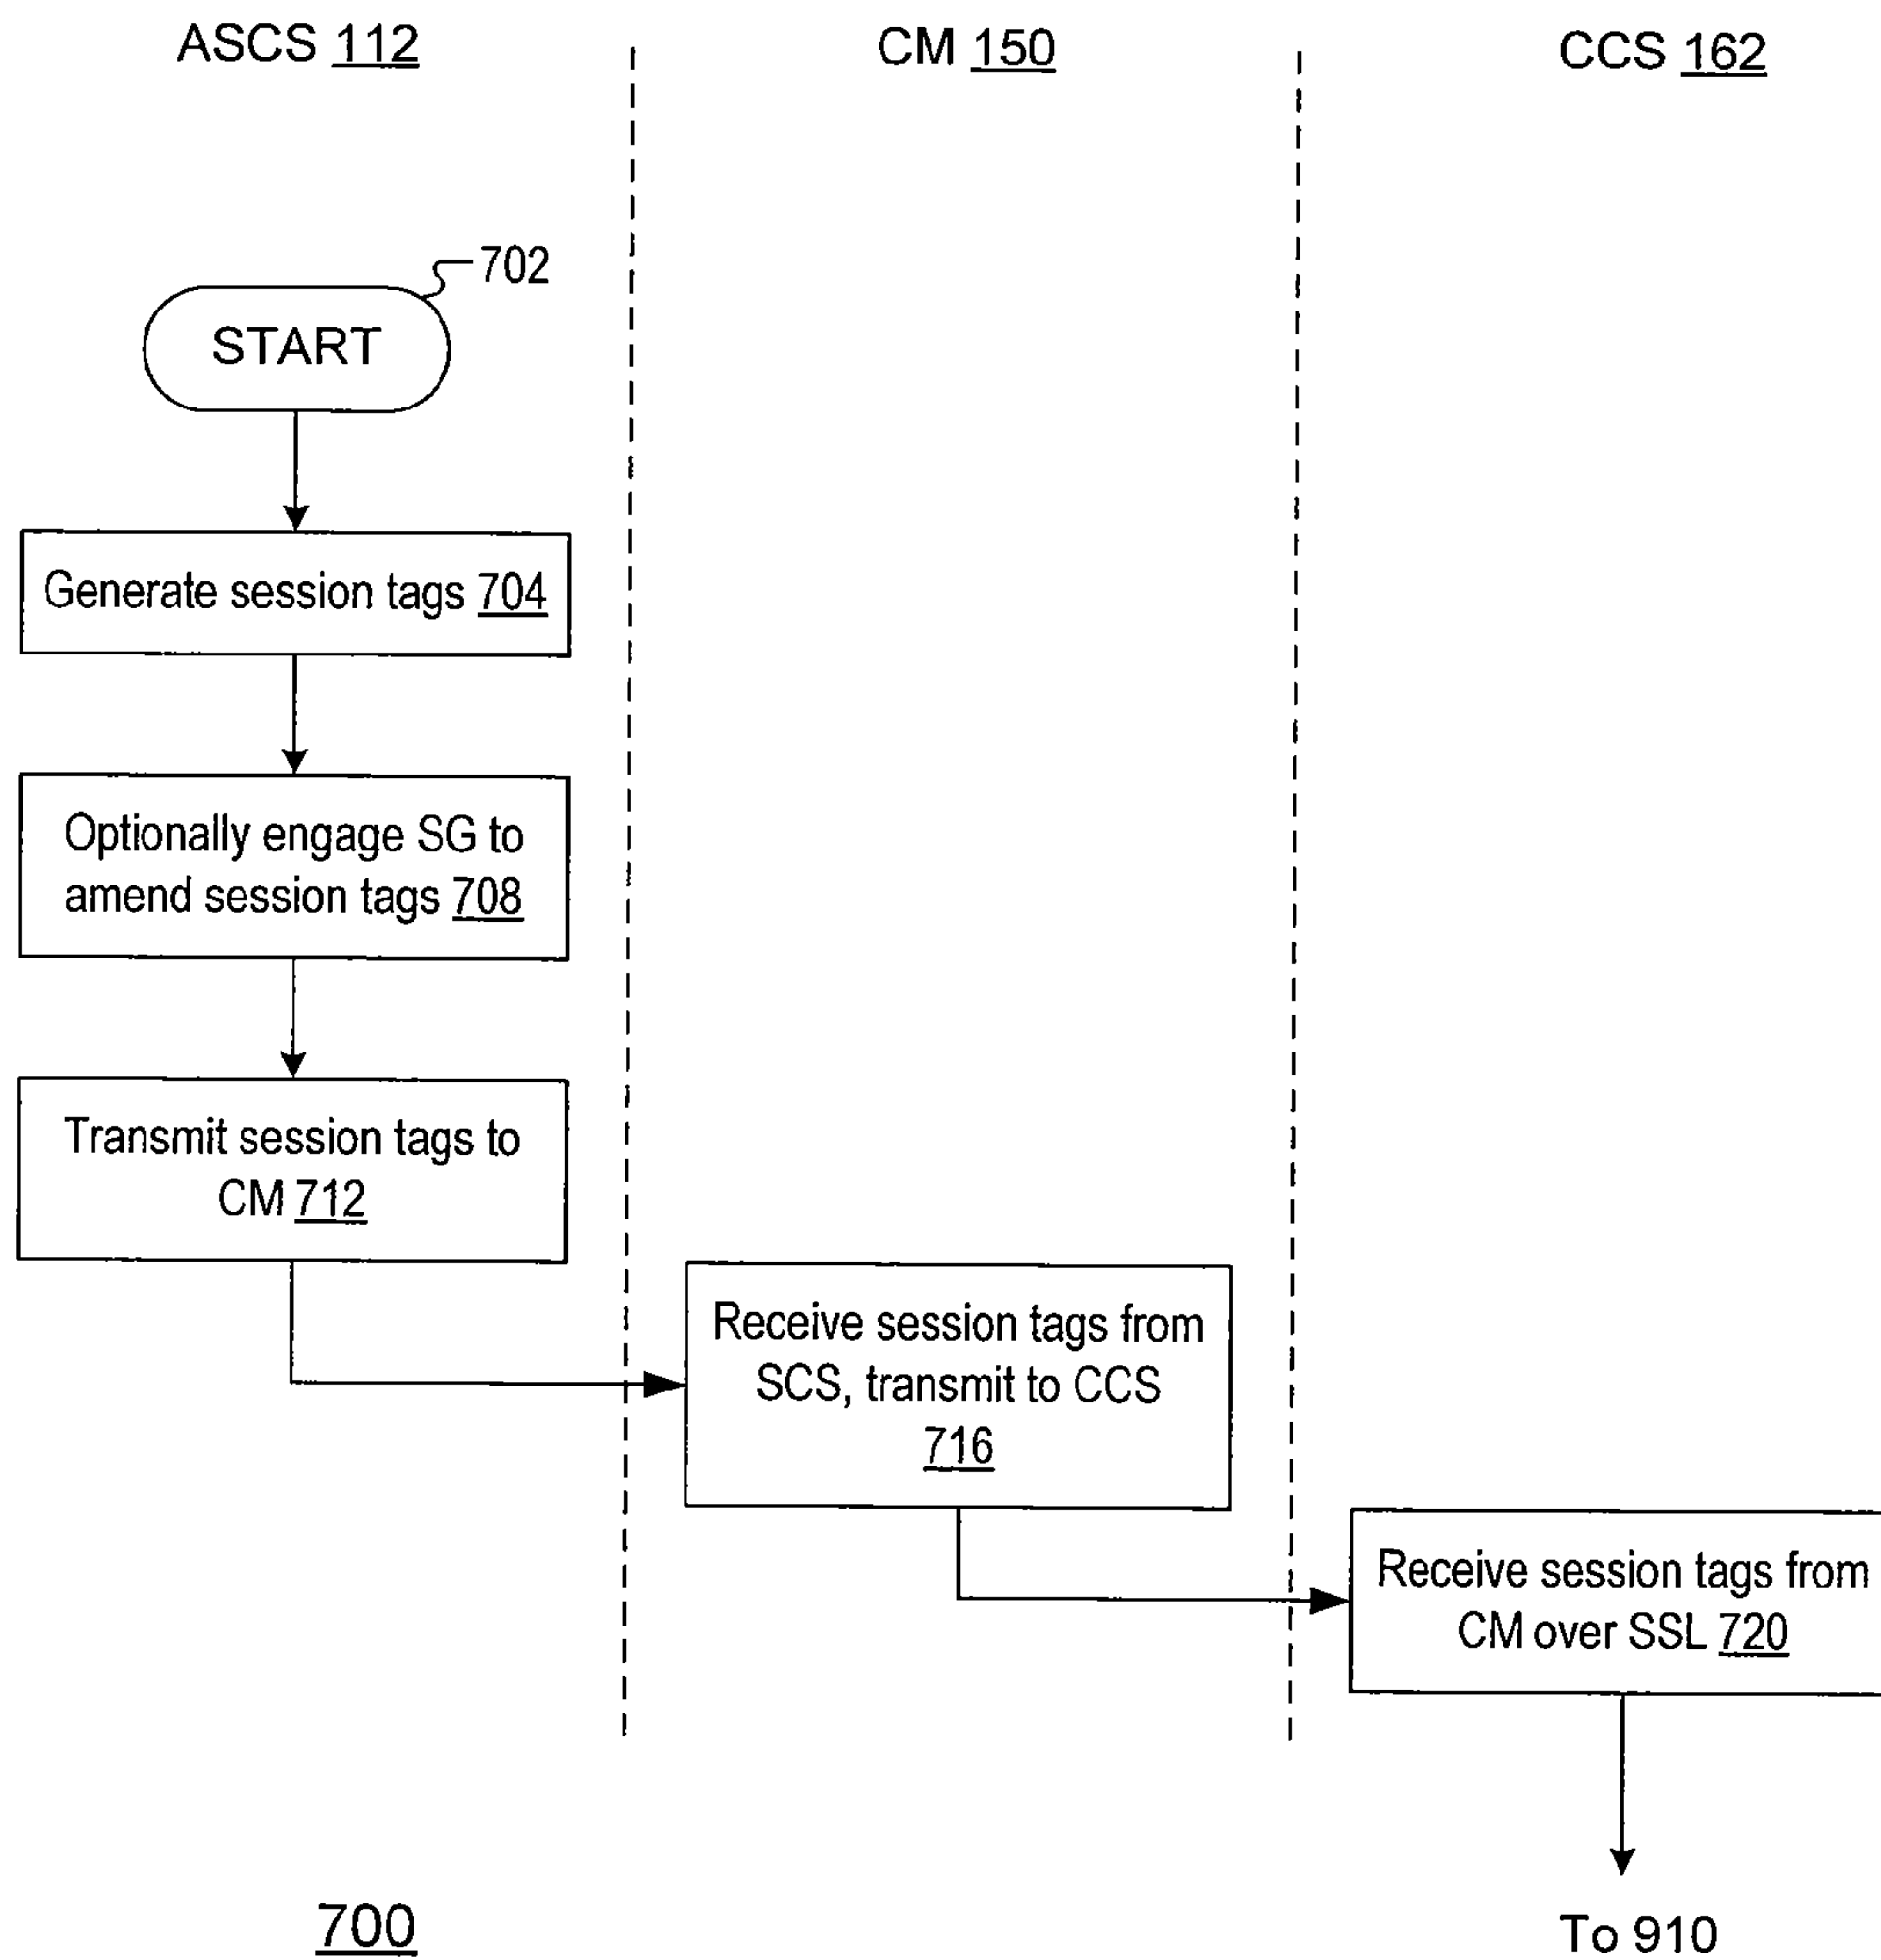 ASCS 112
CM 150
CCS 162
702
START
Generate session tags 704
Optionally engage SG to
amend session tags 708
Transmit session tags to
CM 712
Receive session tags from
SCS, transmit to CCS
716
Receive session tags from
CM over SSL 720
700
To 910